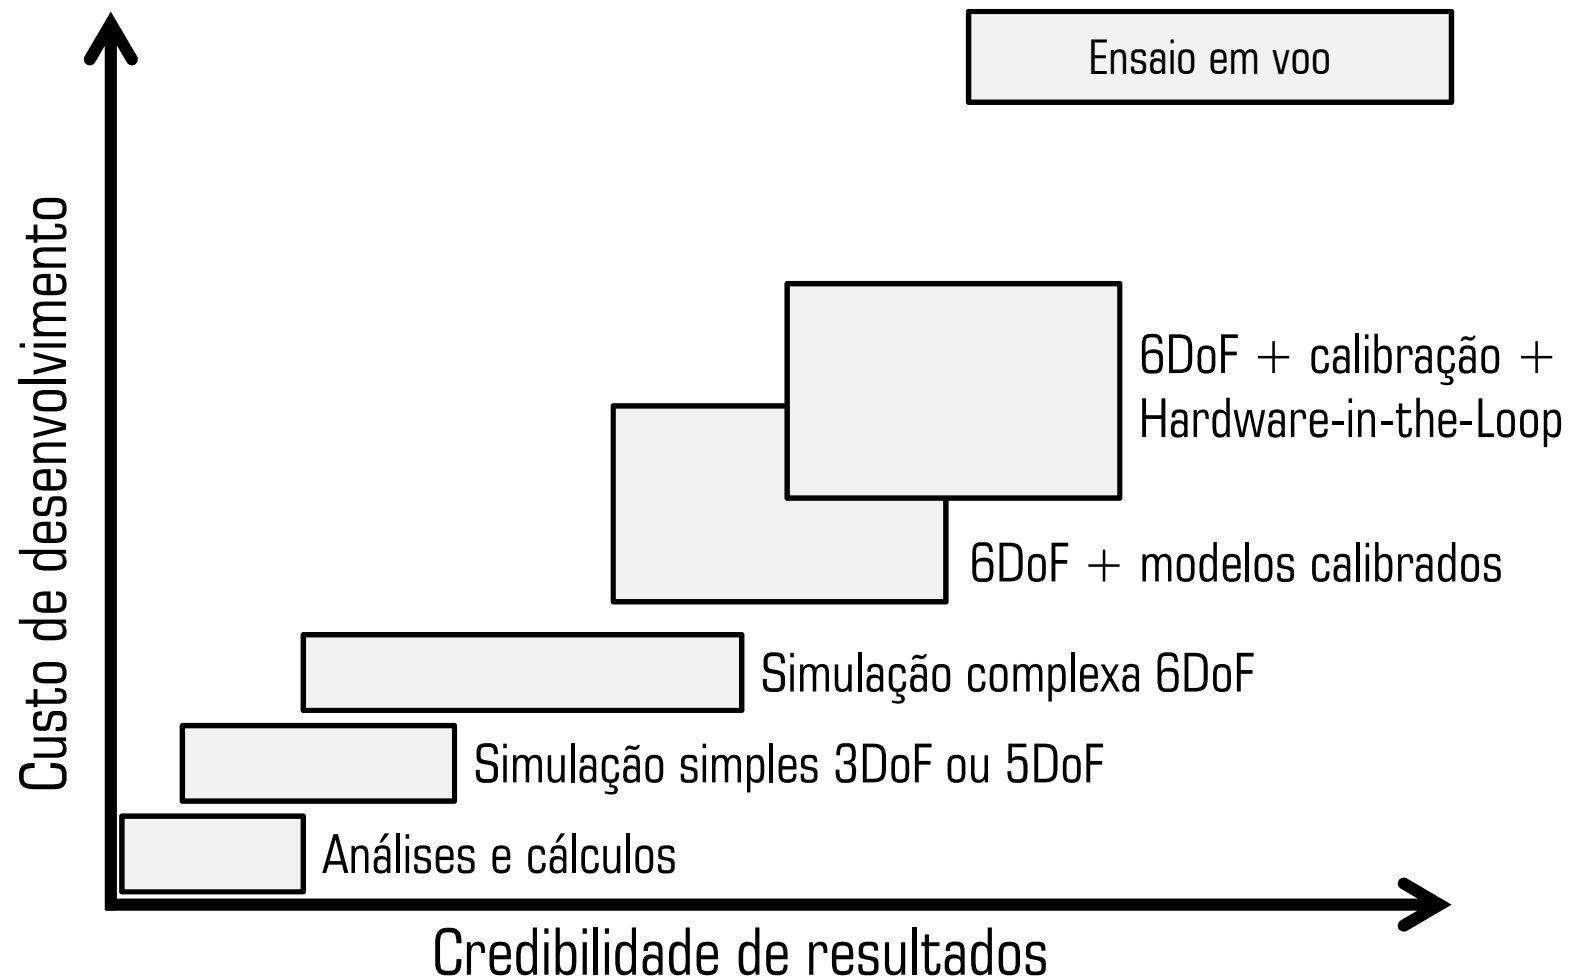 Ensaio em voo
Custo de desenvolvimento
6DoF + calibração +
Hardware-in-the-Loop
6DoF + modelos calibrados
Simulação complexa 6DoF
Simulação simples 3DoF ou 5DoF
Análises e cálculos
Credibilidade de resultados